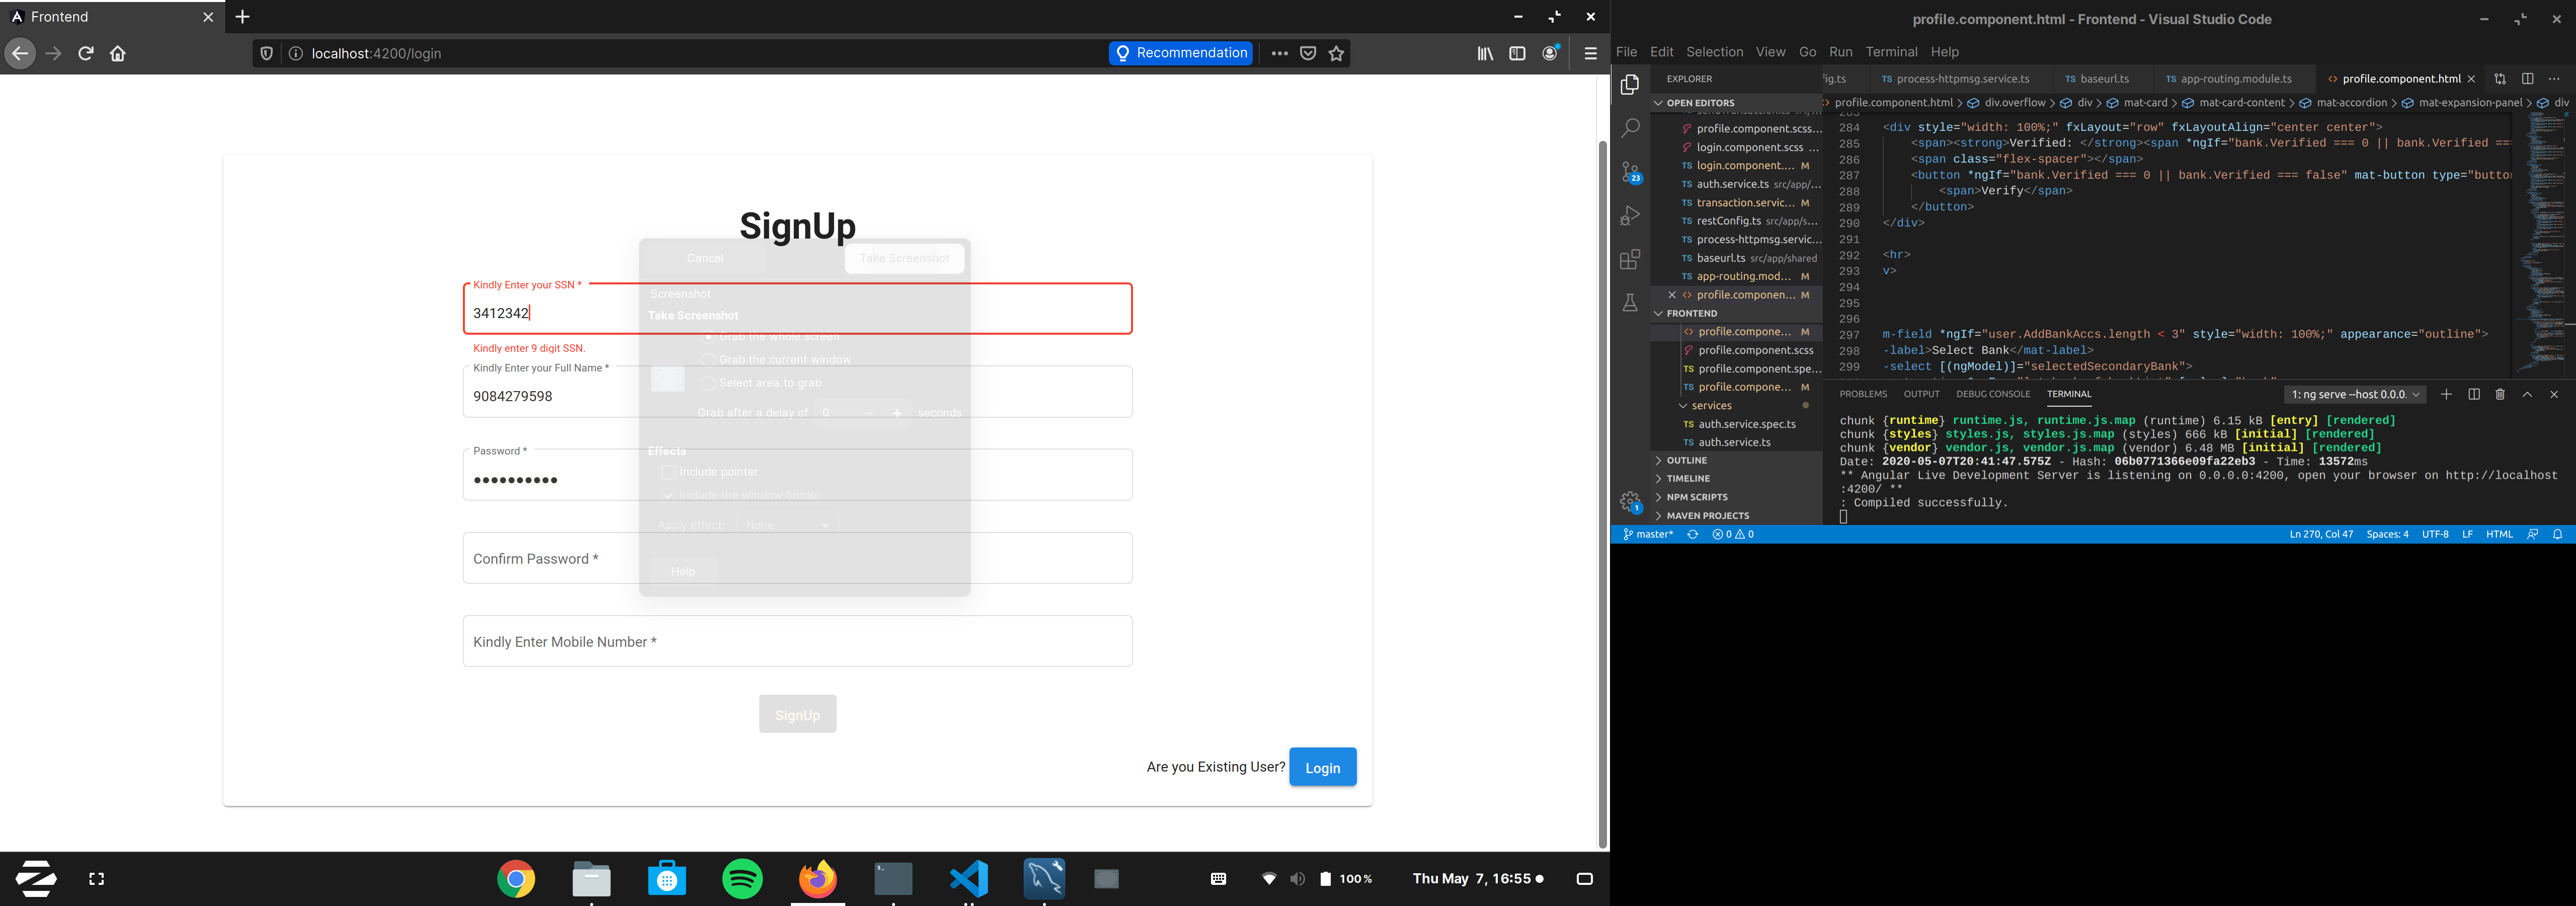 Frontend
localhost:4200/login
Recommendation
SignUp
Cancel
Take Screenshot
Kindly Enter your SSN *
Screenshot
3412342
Take Screenshot
Grab the whole screen
Kindly enter 9 digit SSN.
Grab the current window
Kindly Enter your Full Name *
Select area to grab
9084279598
Grab after a delay of 0 - + seconds
Password *
Effects
Include pointer
••••••••••
Include the window border
Apply effect: None
Confirm Password *
Help
Kindly Enter Mobile Number *
SignUp
Are you Existing User? Login
100 %
Thu May 7, 16:55
profile.component.html - Frontend - Visual Studio Code
File Edit Selection View Go Run Terminal Help
EXPLORER
OPEN EDITORS
profile.component.scss...
login.component.scss ...
login.component.... M
auth.service.ts src/app/...
transaction.servic... M
restConfig.ts src/app/s...
process-httpmsg.servic...
baseurl.ts src/app/shared
app-routing.mod... M
profile.componen... M
FRONTEND
profile.compone... M
profile.component.scss
profile.component.spe...
profile.compone... M
services
auth.service.spec.ts
auth.service.ts
OUTLINE
TIMELINE
NPM SCRIPTS
MAVEN PROJECTS
23
1
fig.ts process-httpmsg.service.ts baseurl.ts app-routing.module.ts profile.component.html
profile.component.html > div.overflow > div > mat-card > mat-card-content > mat-accordion > mat-expansion-panel > div
283
284 <div style="width: 100%;" fxLayout="row" fxLayoutAlign="center center">
285 <span><strong>Verified: </strong><span *ngIf="bank.Verified === 0 || bank.Verified ==
286 <span class="flex-spacer"></span>
287 <button *ngIf="bank.Verified === 0 || bank.Verified === false" mat-button type="butto
288 <span>Verify</span>
289 </button>
290 </div>
291
292 <hr>
293 v>
294
295
296
297 m-field *ngIf="user.AddBankAccs.length < 3" style="width: 100%;" appearance="outline">
298 -label>Select Bank</mat-label>
299 -select [(ngModel)]="selectedSecondaryBank">
PROBLEMS OUTPUT DEBUG CONSOLE TERMINAL 1: ng serve --host 0.0.0.
chunk {runtime} runtime.js, runtime.js.map (runtime) 6.15 kB [entry] [rendered]
chunk {styles} styles.js, styles.js.map (styles) 666 kB [initial] [rendered]
chunk {vendor} vendor.js, vendor.js.map (vendor) 6.48 MB [initial] [rendered]
Date: 2020-05-07T20:41:47.575Z - Hash: 06b0771366e09fa22eb3 - Time: 13572ms
** Angular Live Development Server is listening on 0.0.0.0:4200, open your browser on http://localhost
:4200/ **
: Compiled successfully.
master* 0 0 Ln 270, Col 47 Spaces: 4 UTF-8 LF HTML